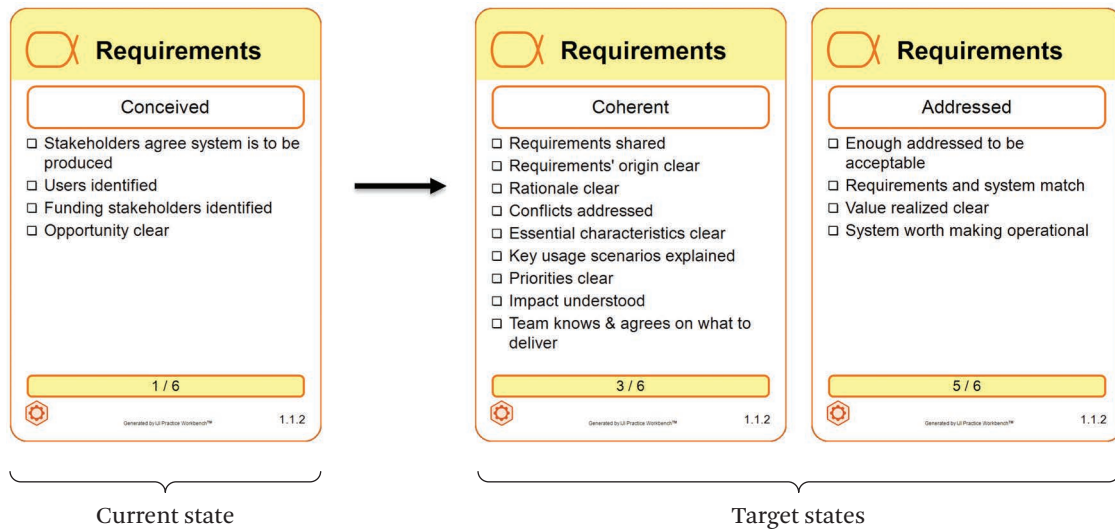 Requirements
Conceived
❑ Stakeholders agree system is to be
produced
❑ Users identified
❑ Funding stakeholders identified
❑ Opportunity clear
1 / 6
Generated by UI Practice Workbench™
1.1.2
Current state
Requirements
Coherent
❑ Requirements shared
❑ Requirements' origin clear
❑ Rationale clear
❑ Conflicts addressed
❑ Essential characteristics clear
❑ Key usage scenarios explained
❑ Priorities clear
❑ Impact understood
❑ Team knows & agrees on what to
deliver
3 / 6
Generated by UI Practice Workbench™
1.1.2
Requirements
Addressed
❑ Enough addressed to be
acceptable
❑ Requirements and system match
❑ Value realized clear
❑ System worth making operational
5 / 6
Generated by UI Practice Workbench™
1.1.2
Target states